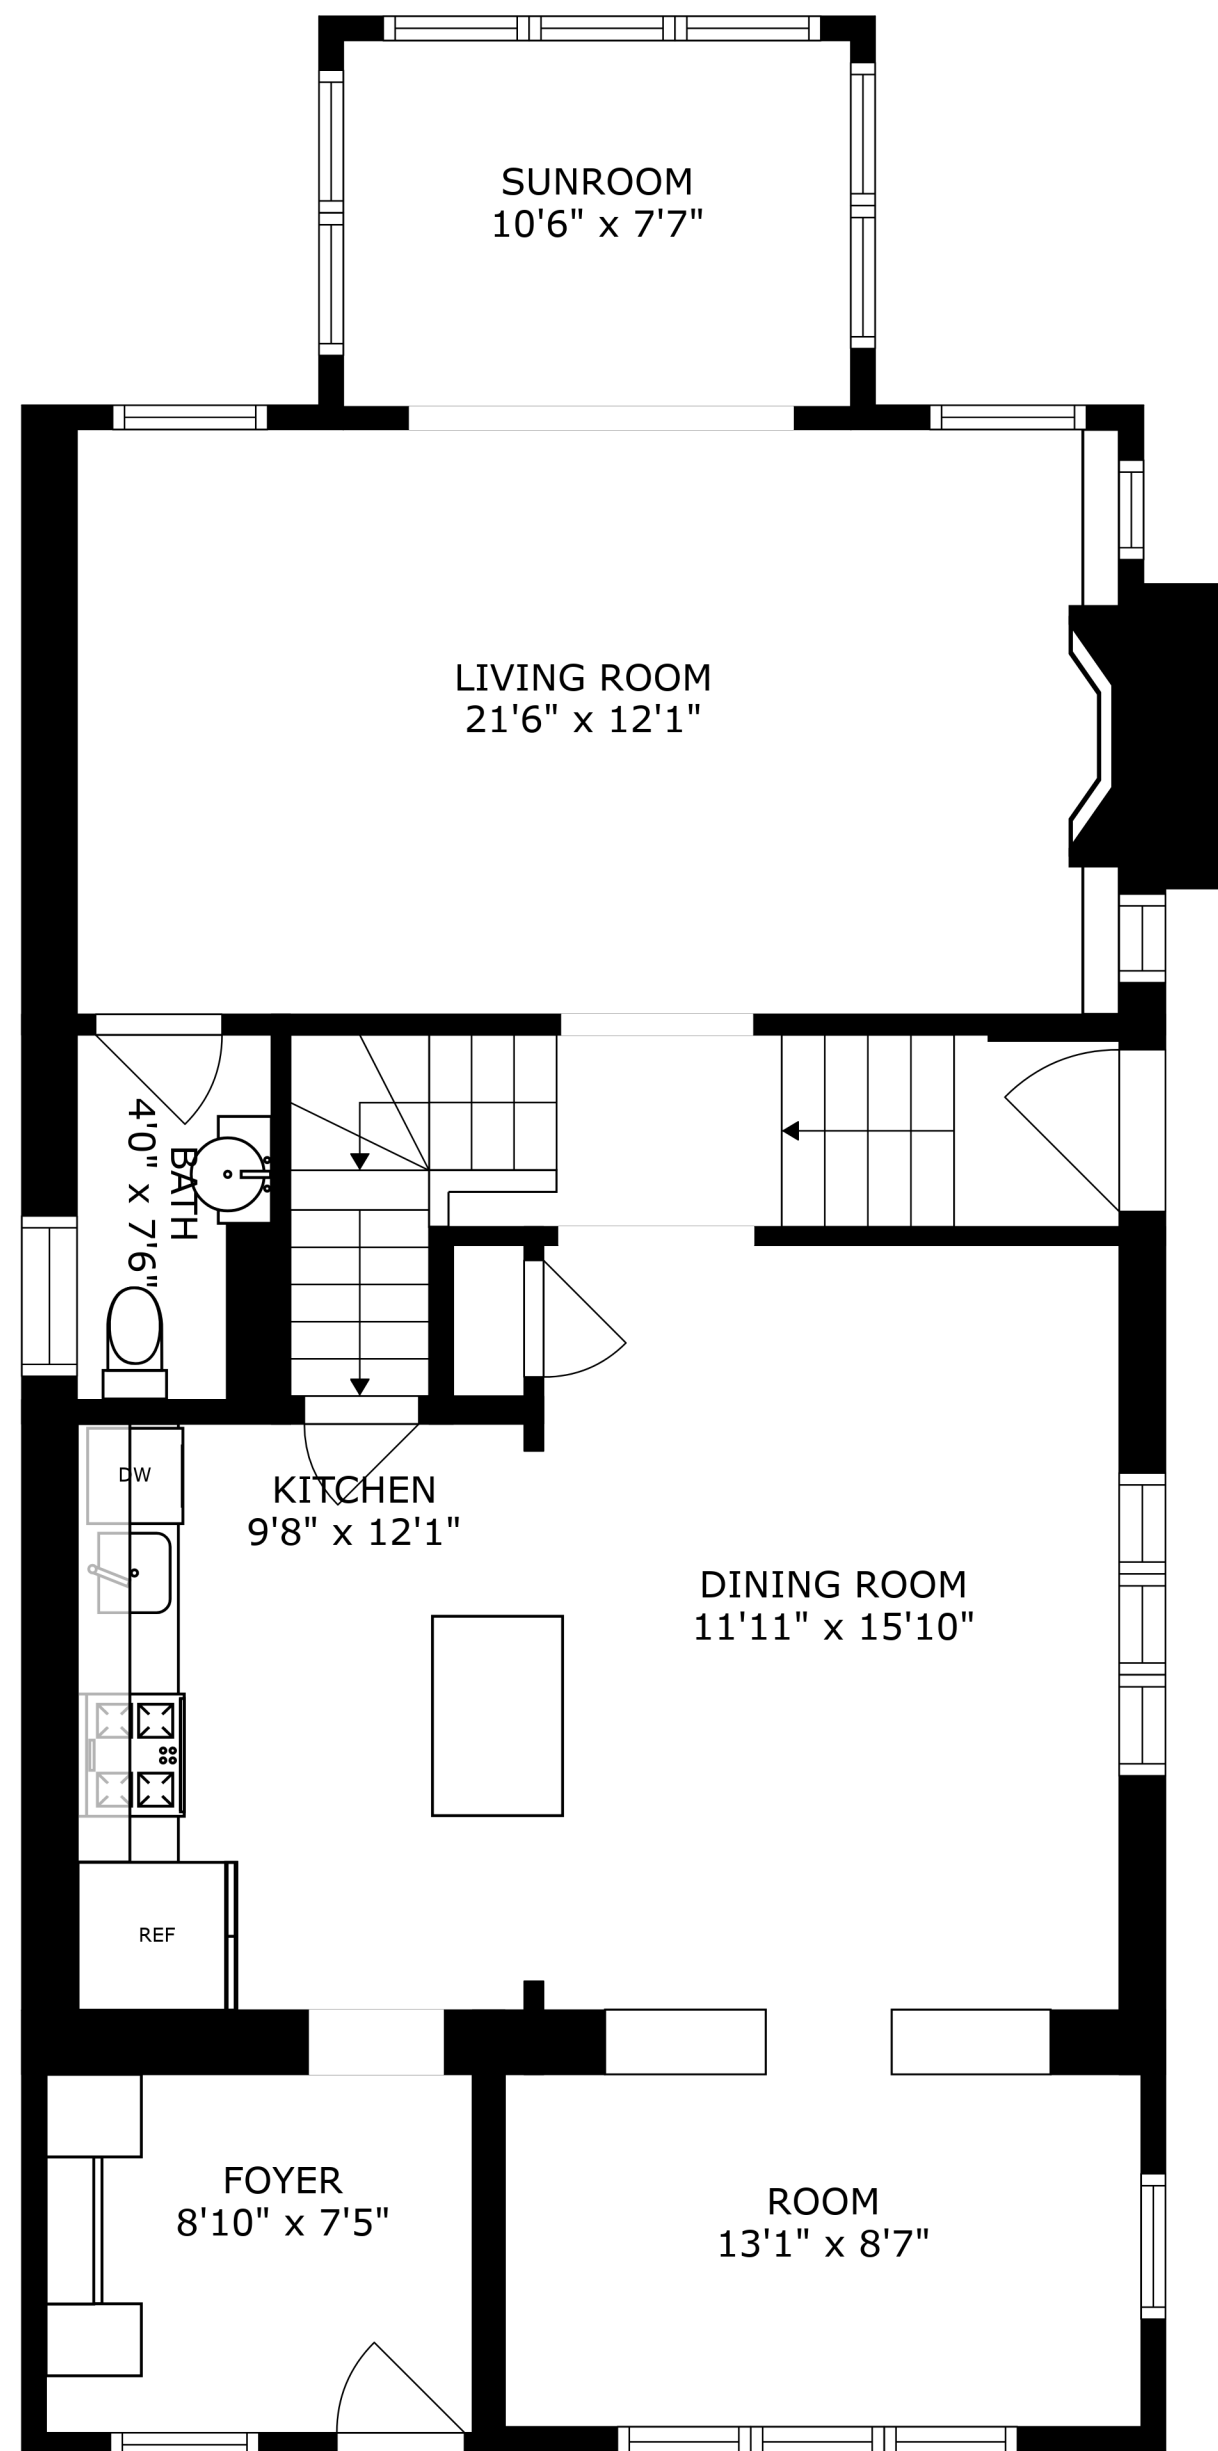 SUNROOM
10'6" x 7'7"
LIVING ROOM
21'6" x 12'1"
BATH
4'0" x 7'6"
DW
KITCHEN
9'8" x 12'1"
DINING ROOM
11'11" x 15'10"
REF
FOYER
8'10" x 7'5"
ROOM
13'1" x 8'7"